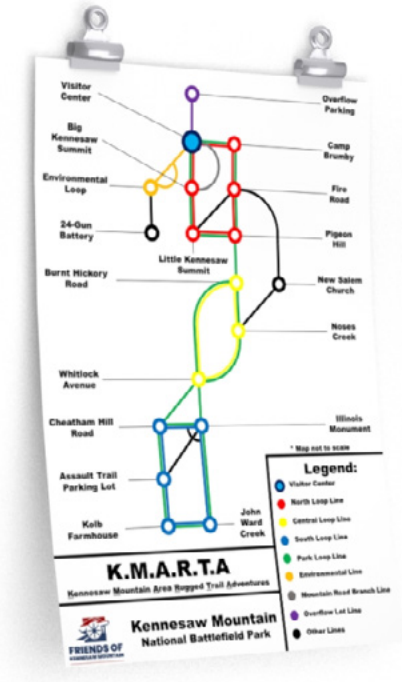 Visitor
Center
Overflow
Parking
Big
Kennesaw
Summit
Camp
Brumby
Environmental
Loop
Fire
Road
24-Gun
Battery
Pigeon
Hill
Little Kennesaw
Summit
Burnt Hickory
Road
New Salem
Church
Noses
Creek
Whitlock
Avenue
Cheatham Hill
Road
Illinois
Monument
* Map not to scale
Assault Trail
Parking Lot
Kolb
Farmhouse
John
Ward
Creek
Legend:
Visitor Center
North Loop Line
Central Loop Line
South Loop Line
Park Loop Line
Environmental Line
Mountain Road Branch Line
Overflow Lot Line
Other Lines
K.M.A.R.T.A
Kennesaw Mountain Area Rugged Trail Adventures
FRIENDS OF
KENNESAW MOUNTAIN
Kennesaw Mountain
National Battlefield Park